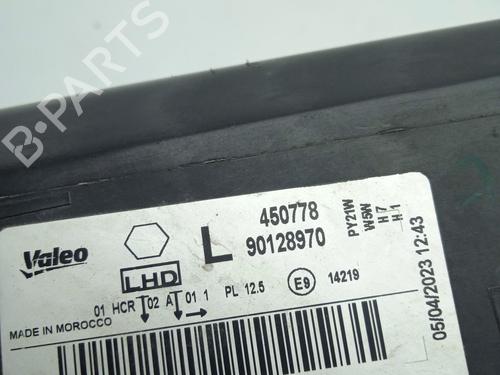 B-PARTS
Valeo
L
450778
90128970
PY21W
W5W
H7
H1
LHD
01 HCR 02 A 01 1 PL 12.5 E9 14219
MADE IN MOROCCO
05/04/2023 12:43